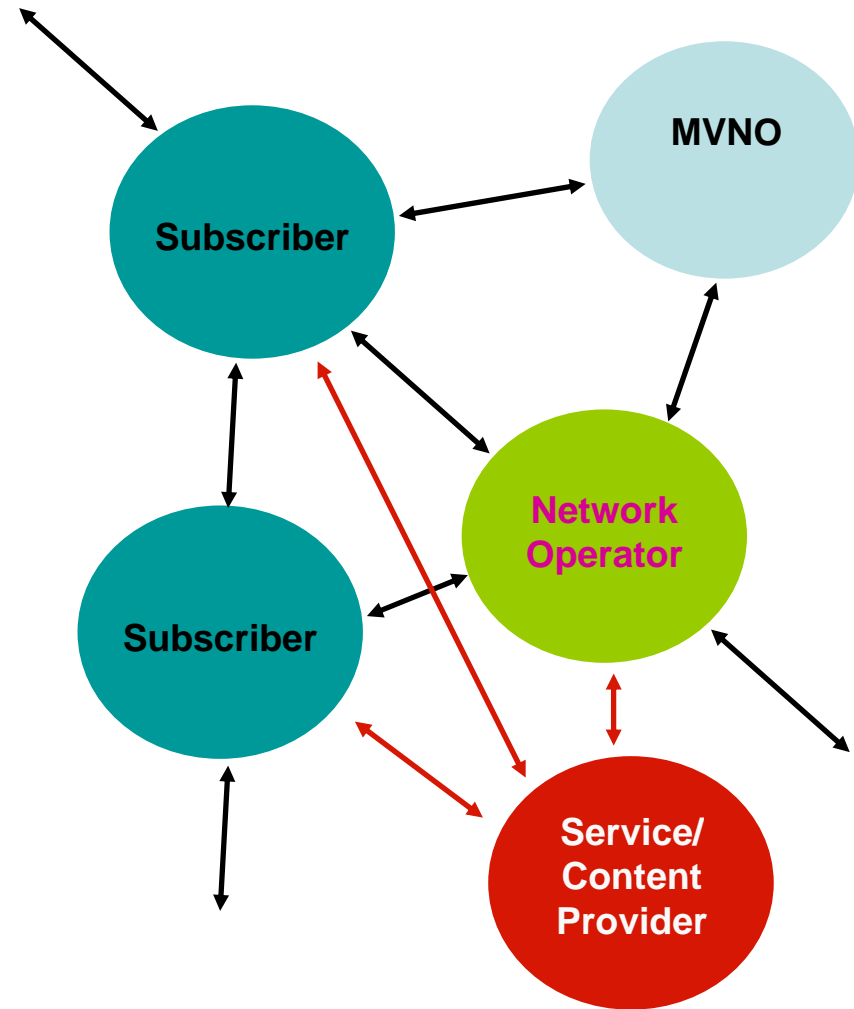 MVNO
Subscriber
Network
Operator
Subscriber
Service/
Content
Provider